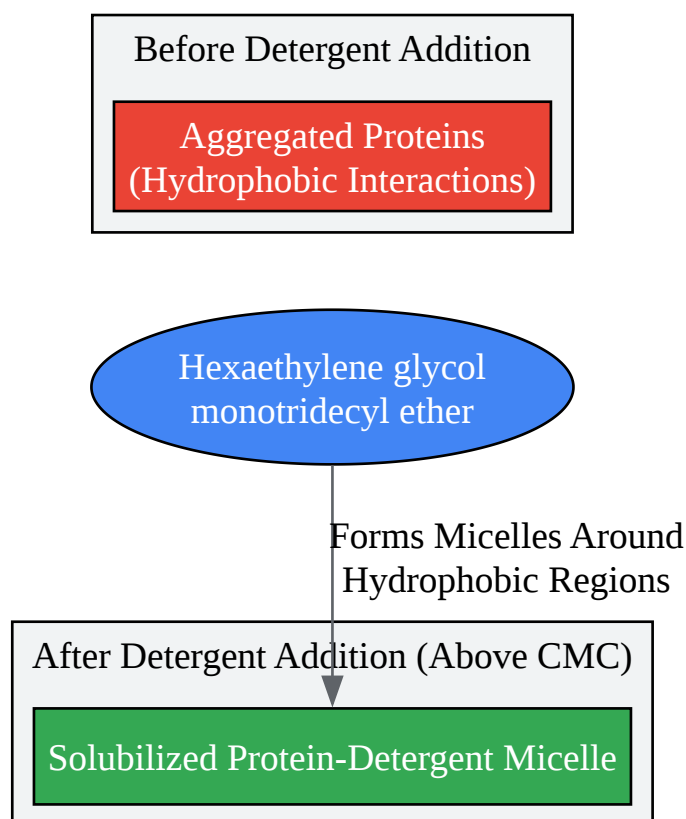 Before Detergent Addition
Aggregated Proteins
(Hydrophobic Interactions)
Hexaethylene glycol
monotridecyl ether
Forms Micelles Around
Hydrophobic Regions
After Detergent Addition (Above CMC)
Solubilized Protein-Detergent Micelle